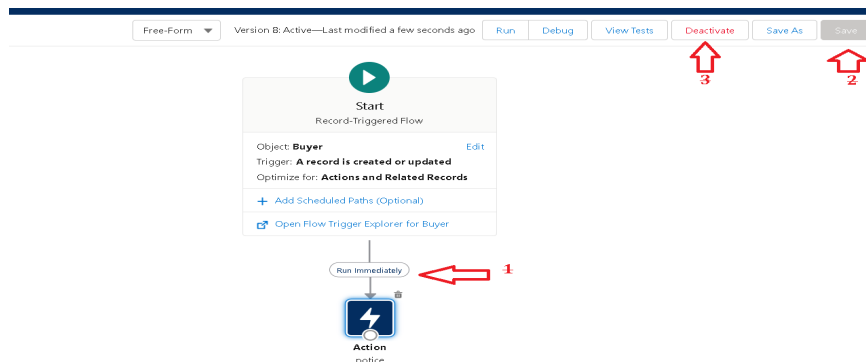 Free-Form Version 8: Active—Last modified a few seconds ago Run Debug View Tests Deactivate Save As Save
3 2
Start
Record-Triggered Flow
Object: Buyer Edit
Trigger: A record is created or updated
Optimize for: Actions and Related Records
+ Add Scheduled Paths (Optional)
Open Flow Trigger Explorer for Buyer
Run Immediately 1
Action
notice